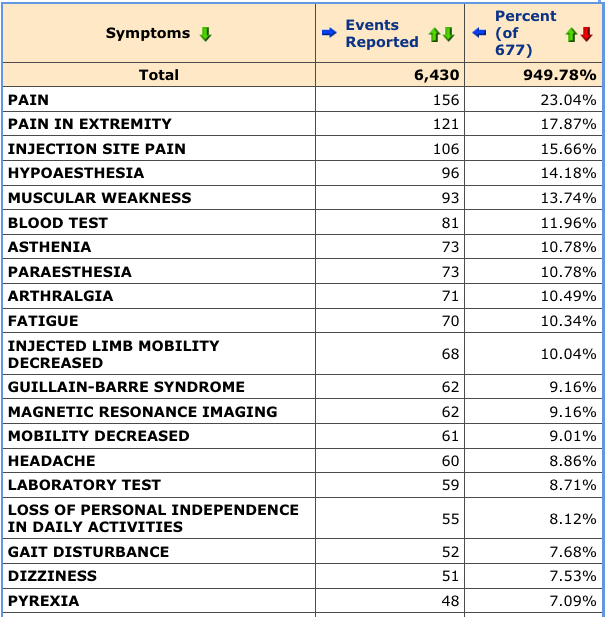 Symptoms
Events
Reported
Percent
(of
677)
Total 6,430 949.78%
PAIN 156 23.04%
PAIN IN EXTREMITY 121 17.87%
INJECTION SITE PAIN 106 15.66%
HYPOAESTHESIA 96 14.18%
MUSCULAR WEAKNESS 93 13.74%
BLOOD TEST 81 11.96%
ASTHENIA 73 10.78%
PARAESTHESIA 73 10.78%
ARTHRALGIA 71 10.49%
FATIGUE 70 10.34%
INJECTED LIMB MOBILITY
DECREASED 68 10.04%
GUILLAIN-BARRE SYNDROME 62 9.16%
MAGNETIC RESONANCE IMAGING 62 9.16%
MOBILITY DECREASED 61 9.01%
HEADACHE 60 8.86%
LABORATORY TEST 59 8.71%
LOSS OF PERSONAL INDEPENDENCE
IN DAILY ACTIVITIES 55 8.12%
GAIT DISTURBANCE 52 7.68%
DIZZINESS 51 7.53%
PYREXIA 48 7.09%